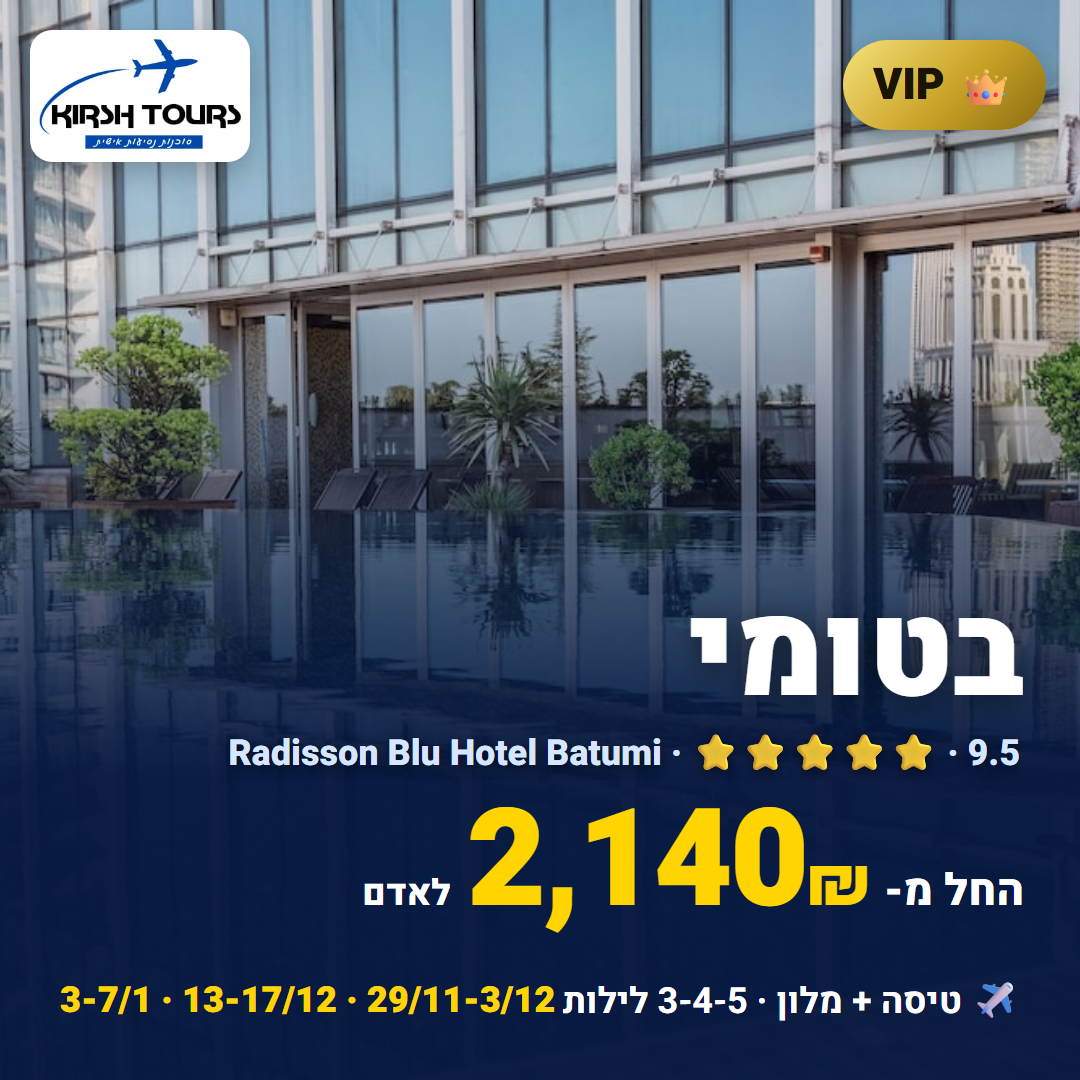 KIRSH TOURS
סוכנות נסיעות אישית
VIP 👑
בטומי
9.5 · ⭐⭐⭐⭐⭐ · Radisson Blu Hotel Batumi
החל מ- ₪2,140 לאדם
✈️ טיסה + מלון · 3-4-5 לילות 29/11-3/12 · 13-17/12 · 3-7/1